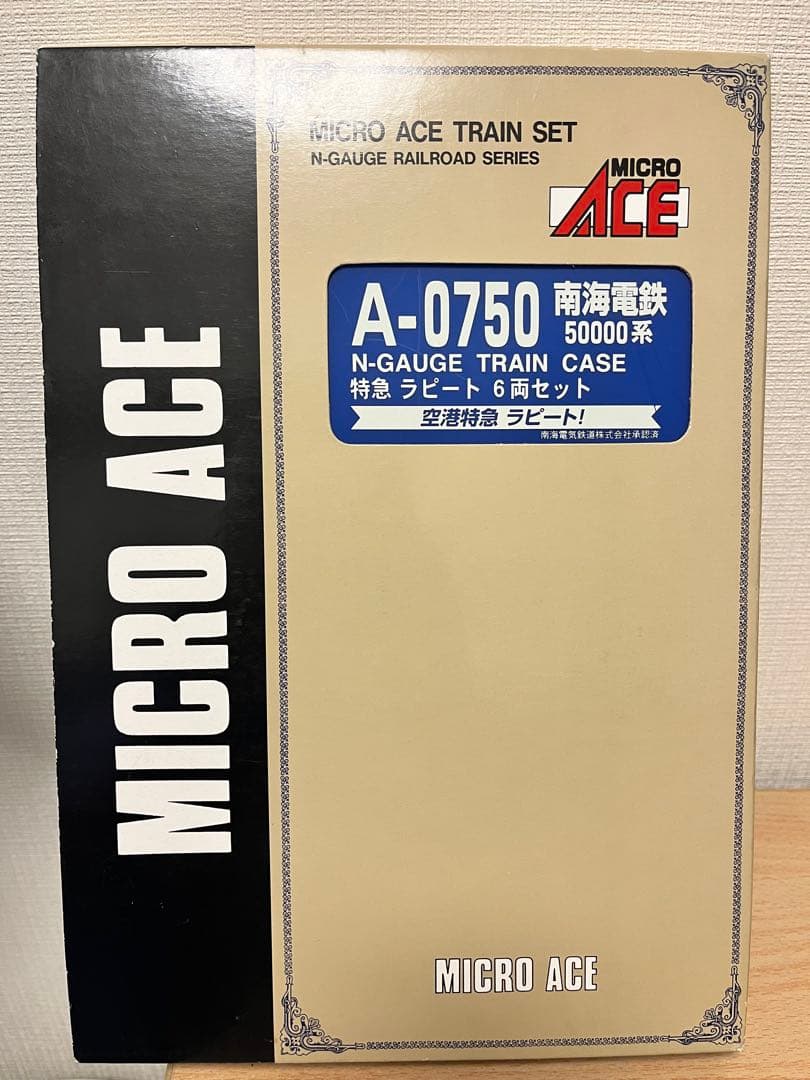 MICRO ACE
MICRO ACE TRAIN SET
N-GAUGE RAILROAD SERIES
MICRO
ACE
A-0750 南海電鉄
50000系
N-GAUGE TRAIN CASE
特急 ラピート 6両セット
空港特急 ラピート!
南海電気鉄道株式会社承認済
MICRO ACE